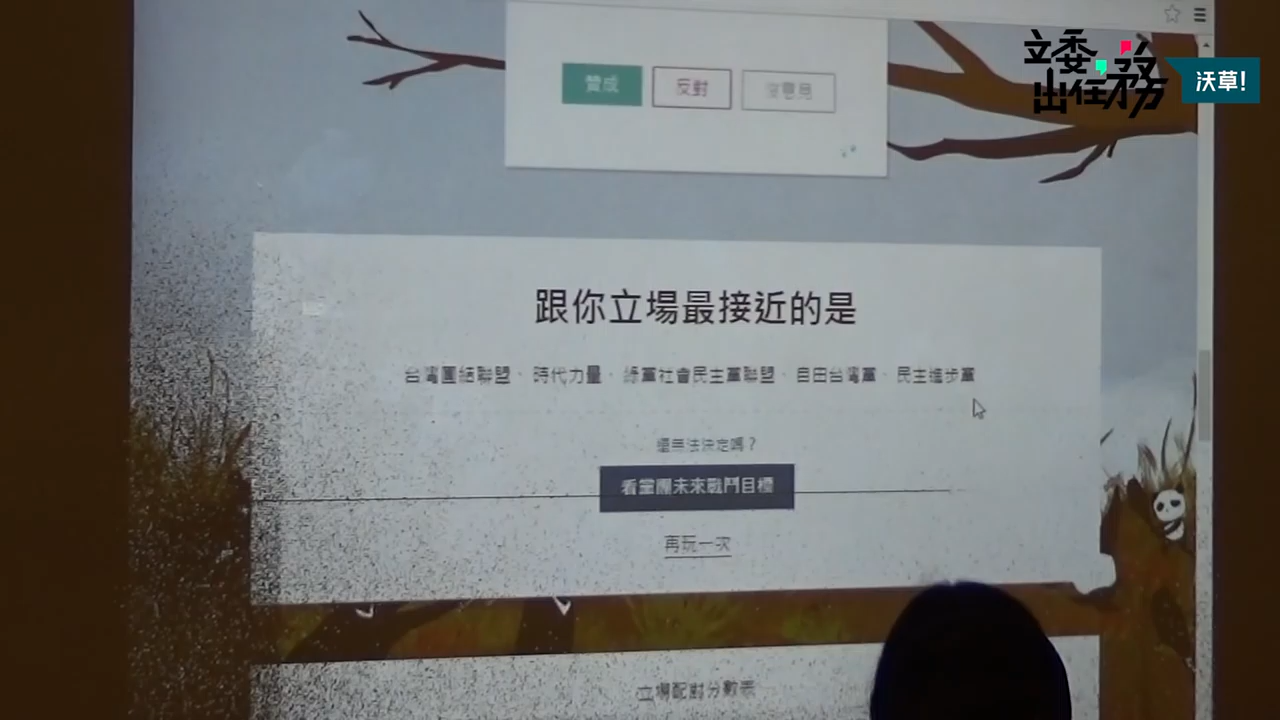 立委出任務
沃草!
贊成 反對 沒意見
跟你立場最接近的是
台灣團結聯盟、時代力量、綠黨社會民主黨聯盟、自由台灣黨、民主進步黨
還無法決定嗎？
看黨團未來戰鬥目標
再玩一次
立場配對分數表